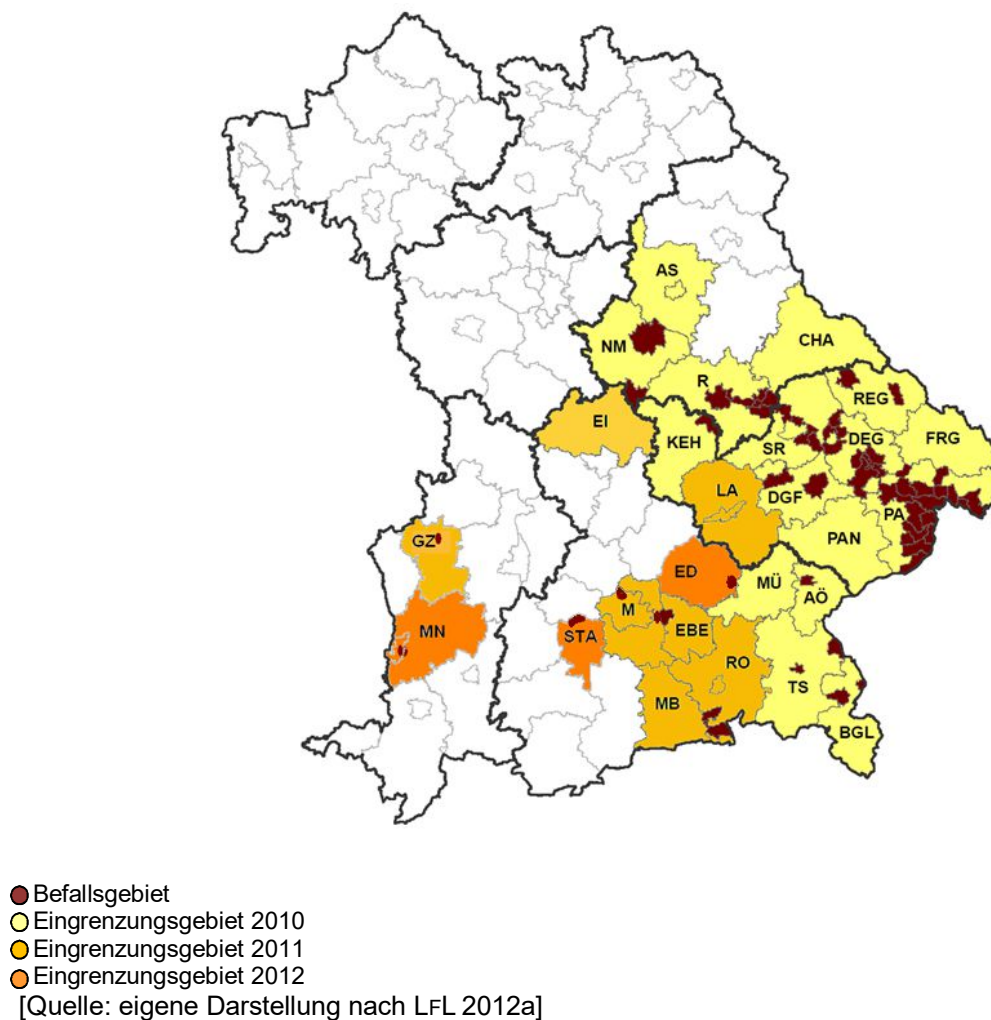 AS
NM
CHA
R
REG
EI
KEH
SR
DEG
FRG
LA
DGF
PA
PAN
GZ
ED
MÜ
AÖ
MN
STA
M
EBE
RO
TS
MB
BGL
Befallsgebiet
Eingrenzungsgebiet 2010
Eingrenzungsgebiet 2011
Eingrenzungsgebiet 2012
[Quelle: eigene Darstellung nach LFL 2012a]